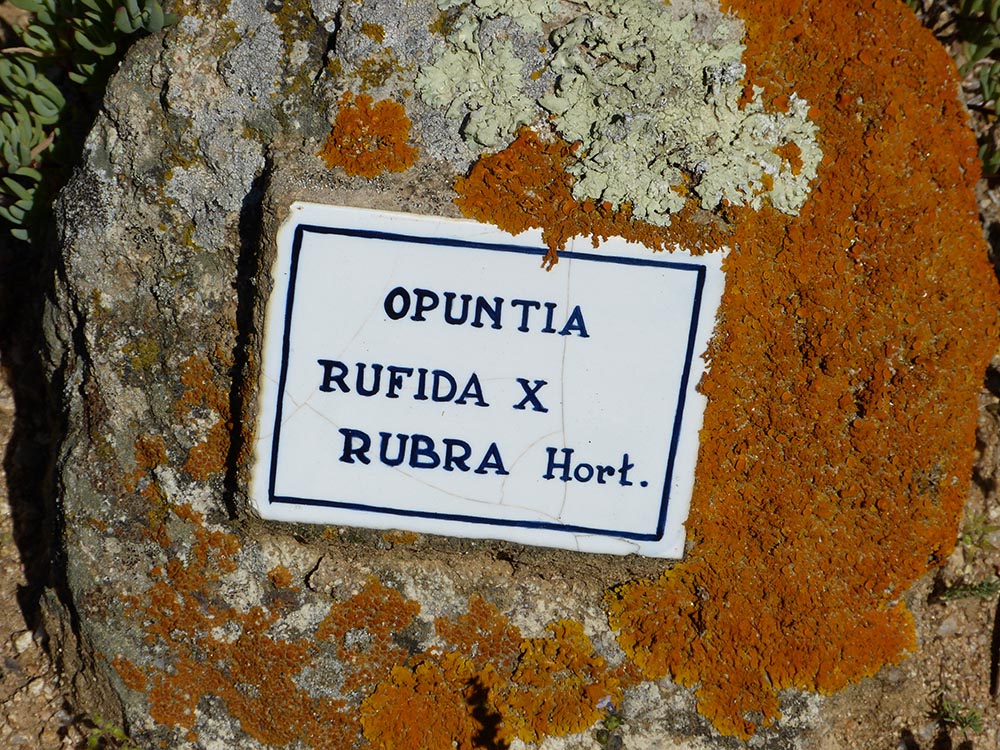 OPUNTIA
RUFIDA X
RUBRA Hort.